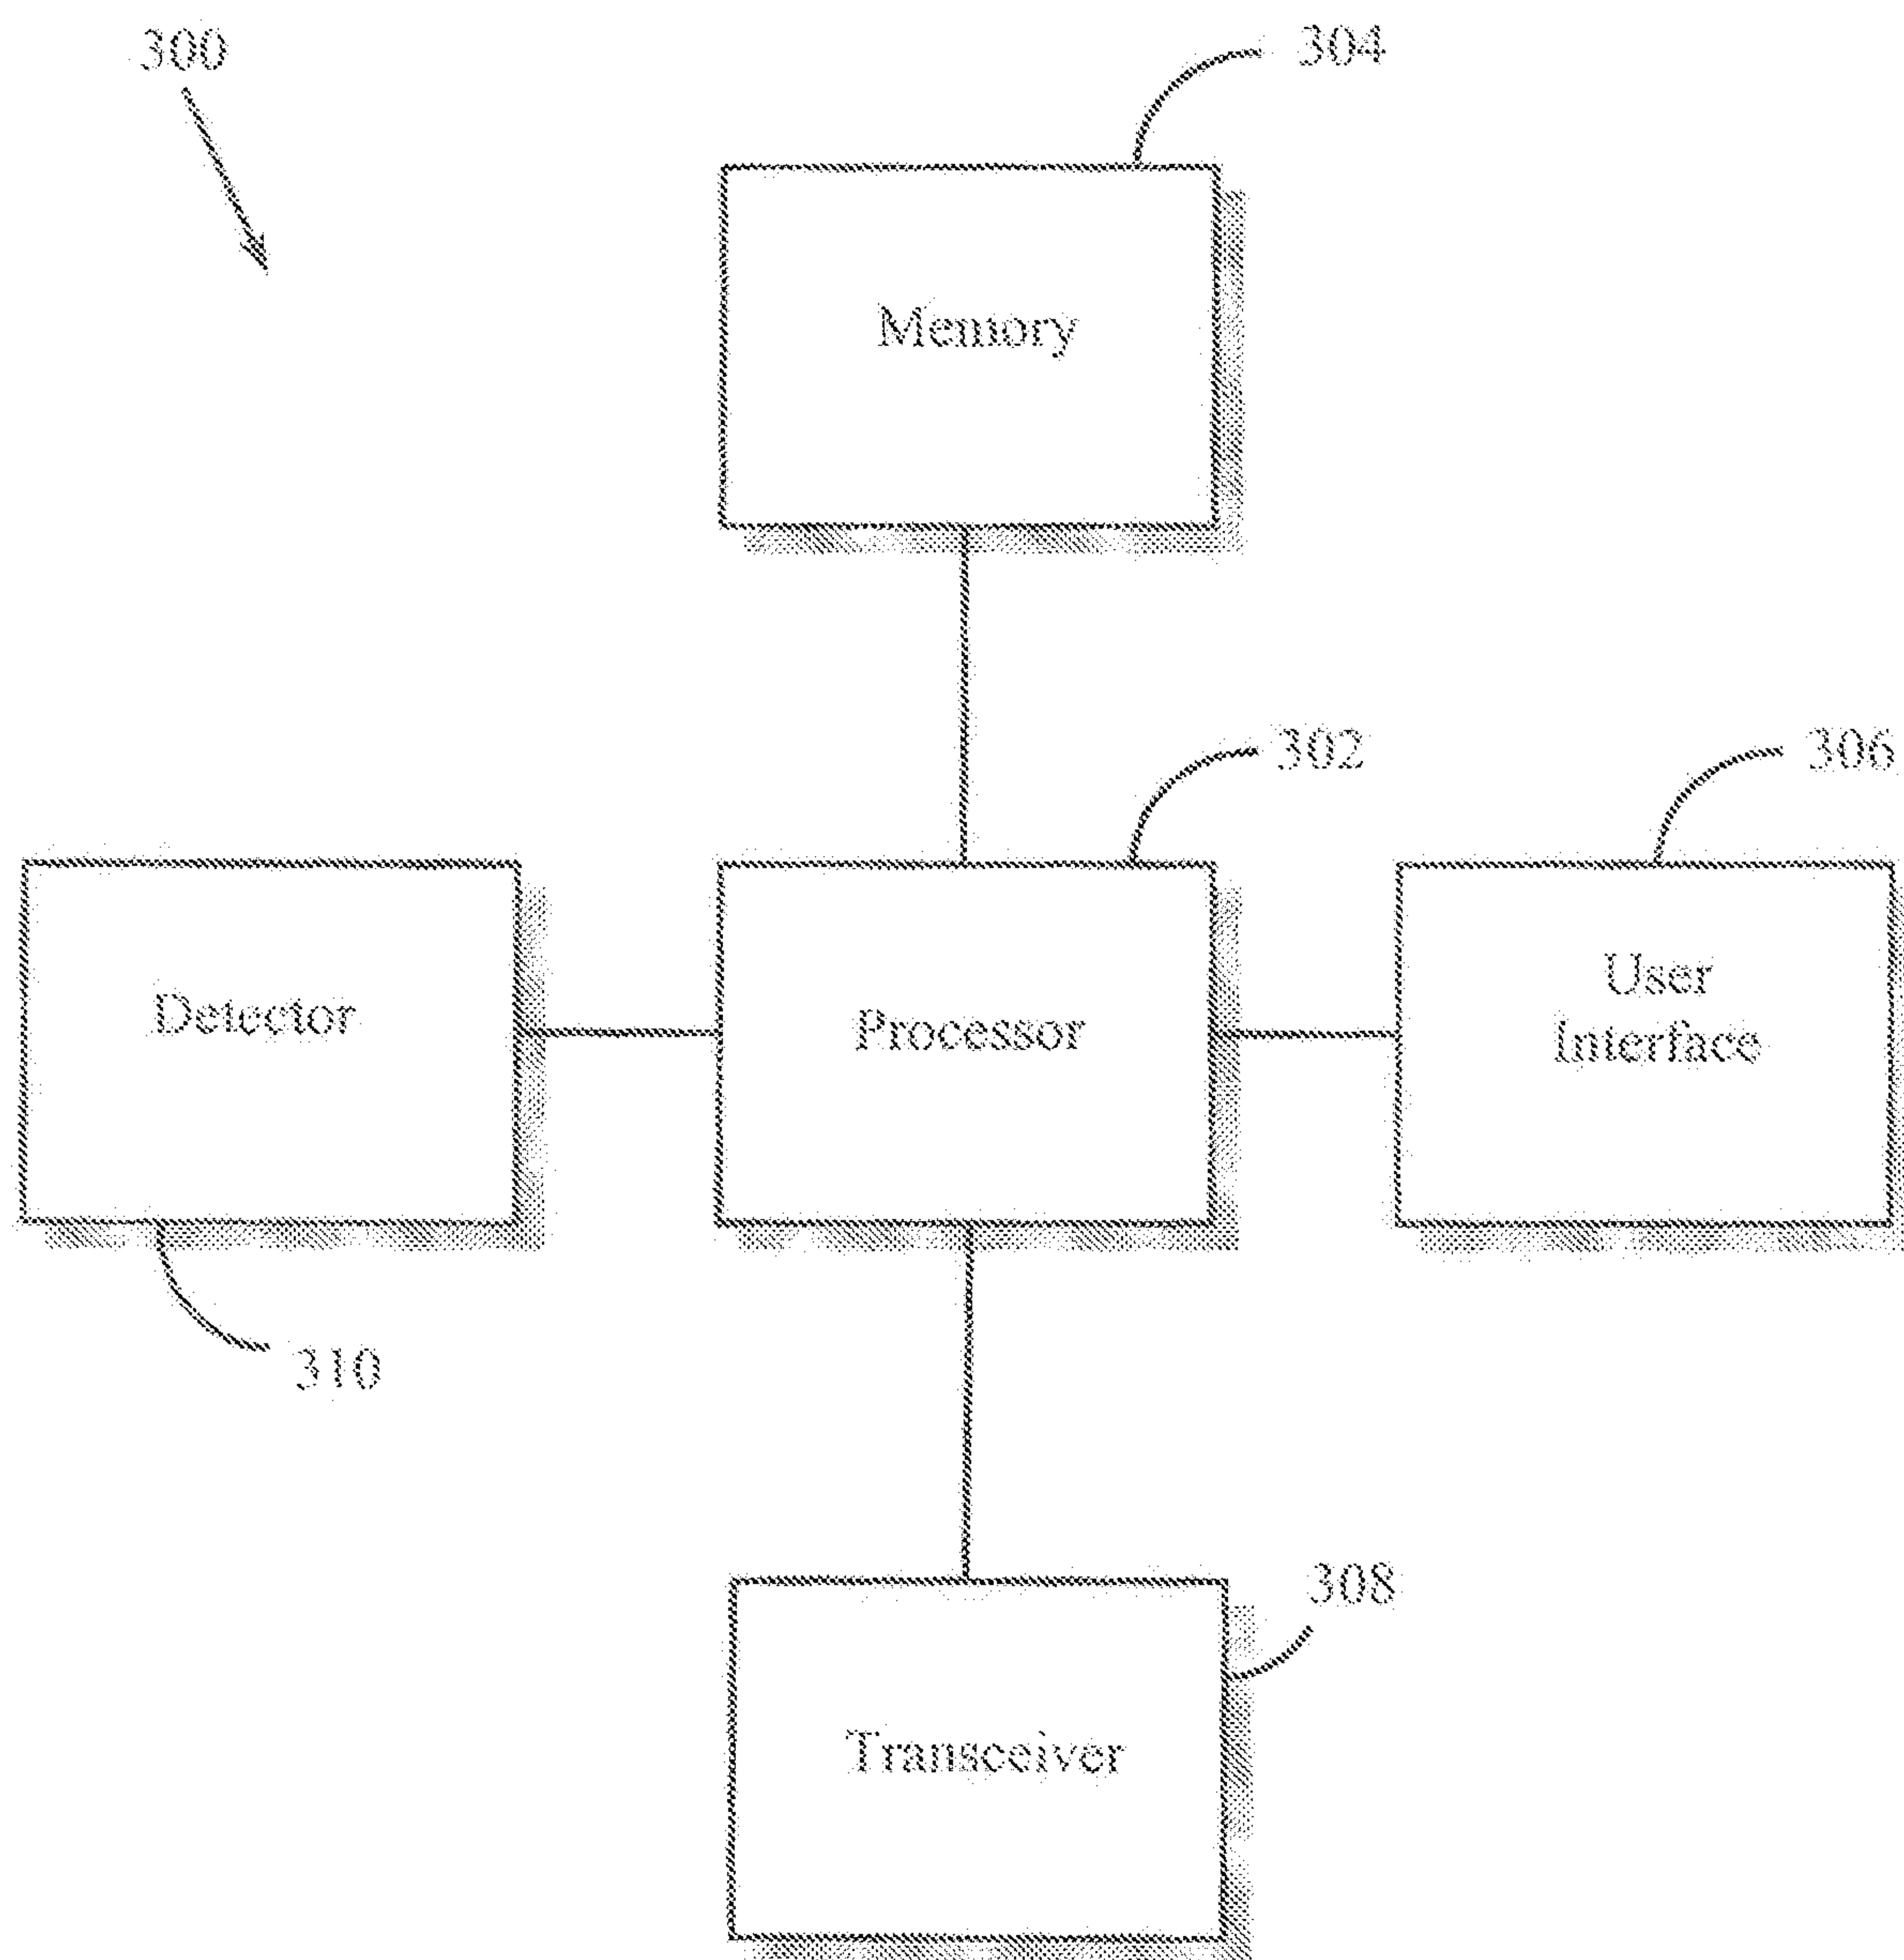 300
304
Memory
302
306
Detector
Processor
User
Interface
310
308
Transceiver